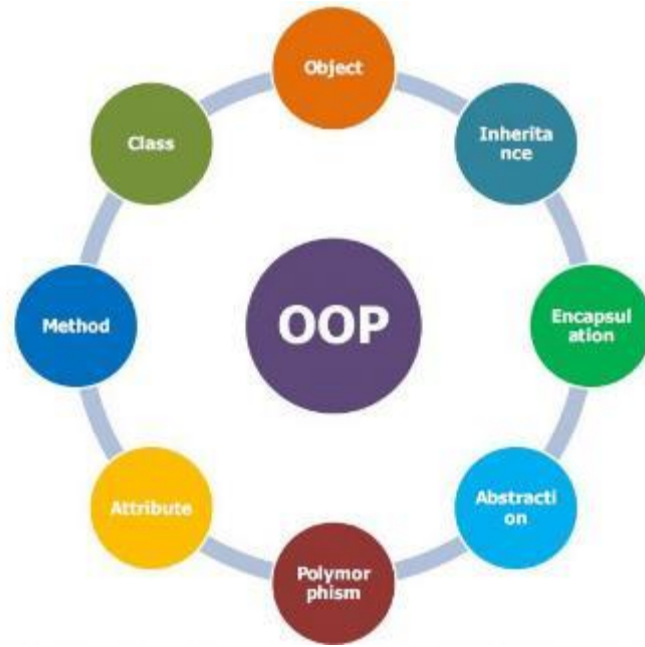 Object
Inherita
nce
Encapsul
ation
Abstracti
on
Polymor
phism
Attribute
Method
Class
OOP